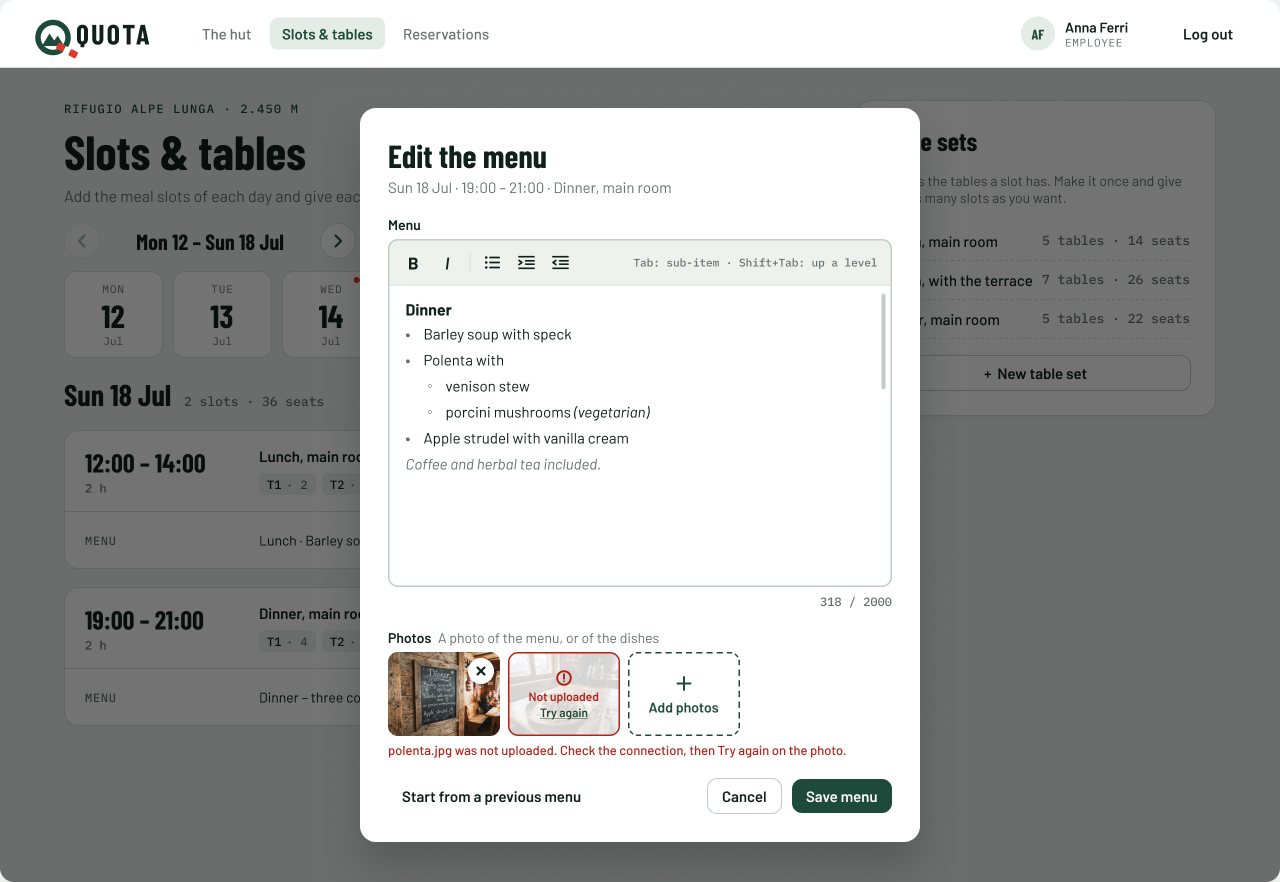 QUOTA
The hut
Slots & tables
Reservations
AF
Anna Ferri
EMPLOYEE
Log out
RIFUGIO ALPE LUNGA · 2.450 M
Slots & tables
Add the meal slots of each day and give eac
Mon 12 – Sun 18 Jul
MON
12
Jul
TUE
13
Jul
WED
14
Jul
Sun 18 Jul
2 slots · 36 seats
12:00 – 14:00
2 h
Lunch, main roo
T1 · 2
T2 ·
MENU
Lunch · Barley so
19:00 – 21:00
2 h
Dinner, main roo
T1 · 4
T2 ·
MENU
Dinner – three co
Edit the menu
Sun 18 Jul · 19:00 – 21:00 · Dinner, main room
Menu
B
I
Tab: sub-item · Shift+Tab: up a level
Dinner
• Barley soup with speck
• Polenta with
◦ venison stew
◦ porcini mushrooms (vegetarian)
• Apple strudel with vanilla cream
Coffee and herbal tea included.
318 / 2000
Photos
A photo of the menu, or of the dishes
Dinner
Not uploaded
Try again
+
Add photos
polenta.jpg was not uploaded. Check the connection, then Try again on the photo.
Start from a previous menu
Cancel
Save menu
e sets
s the tables a slot has. Make it once and give
many slots as you want.
, main room
5 tables · 14 seats
, with the terrace
7 tables · 26 seats
r, main room
5 tables · 22 seats
+ New table set